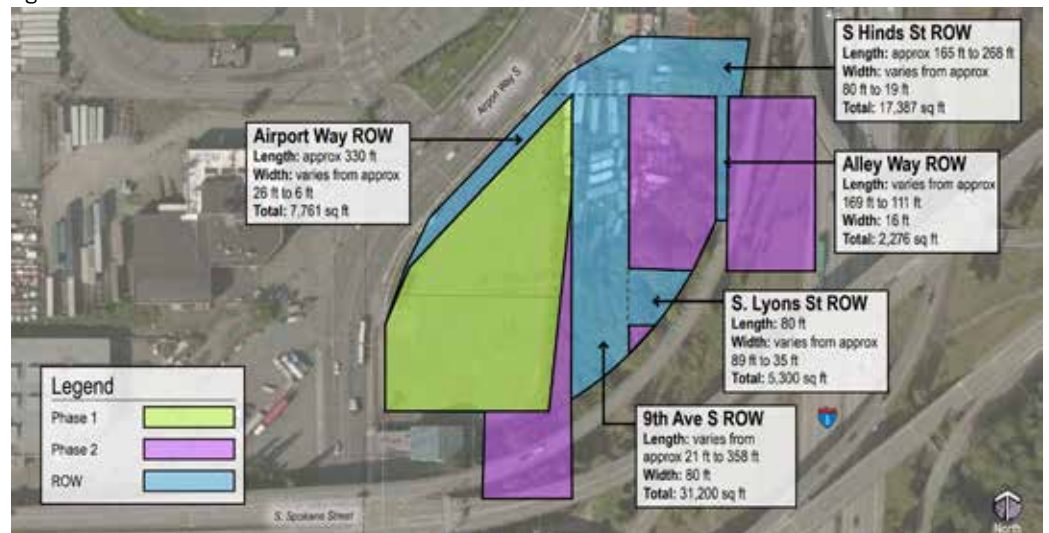 S Hinds St ROW
Length: approx 165 ft to 268 ft
Width: varies from approx
80 ft to 19 ft
Total: 17,387 sq ft
Airport Way S
Airport Way ROW
Length: approx 330 ft
Width: varies from approx
26 ft to 6 ft
Total: 7,761 sq ft
Alley Way ROW
Length: varies from approx
169 ft to 111 ft
Width: 16 ft
Total: 2,276 sq ft
S. Lyons St ROW
Length: 80 ft
Width: varies from approx
89 ft to 35 ft
Total: 5,300 sq ft
Legend
Phase 1
Phase 2
ROW
9th Ave S ROW
Length: varies from
approx 21 ft to 358 ft
Width: 80 ft
Total: 31,200 sq ft
S. Spokane Street
North